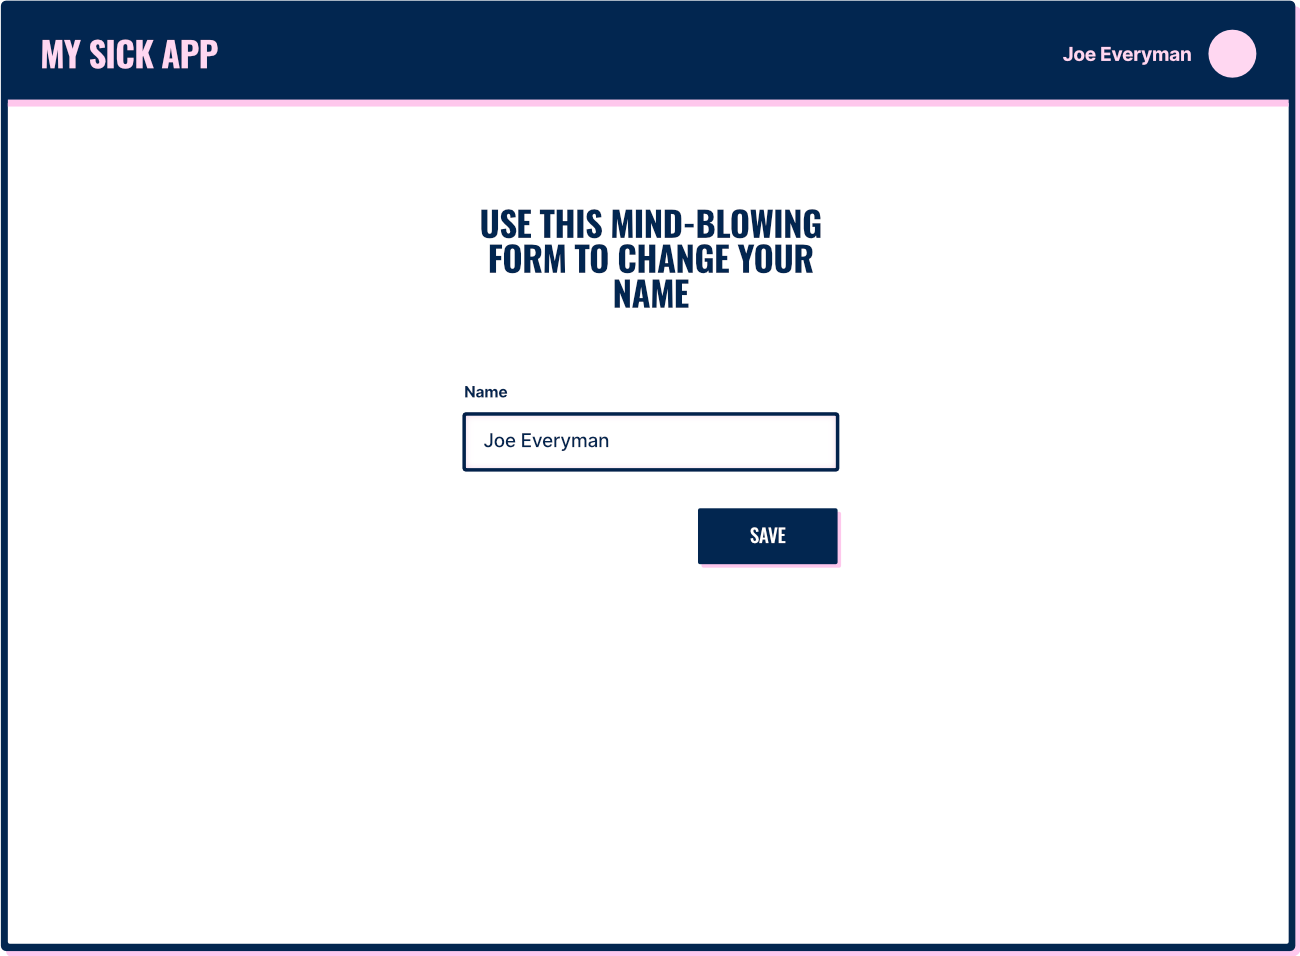 MY SICK APP
Joe Everyman
USE THIS MIND-BLOWING
FORM TO CHANGE YOUR
NAME
Name
Joe Everyman
SAVE